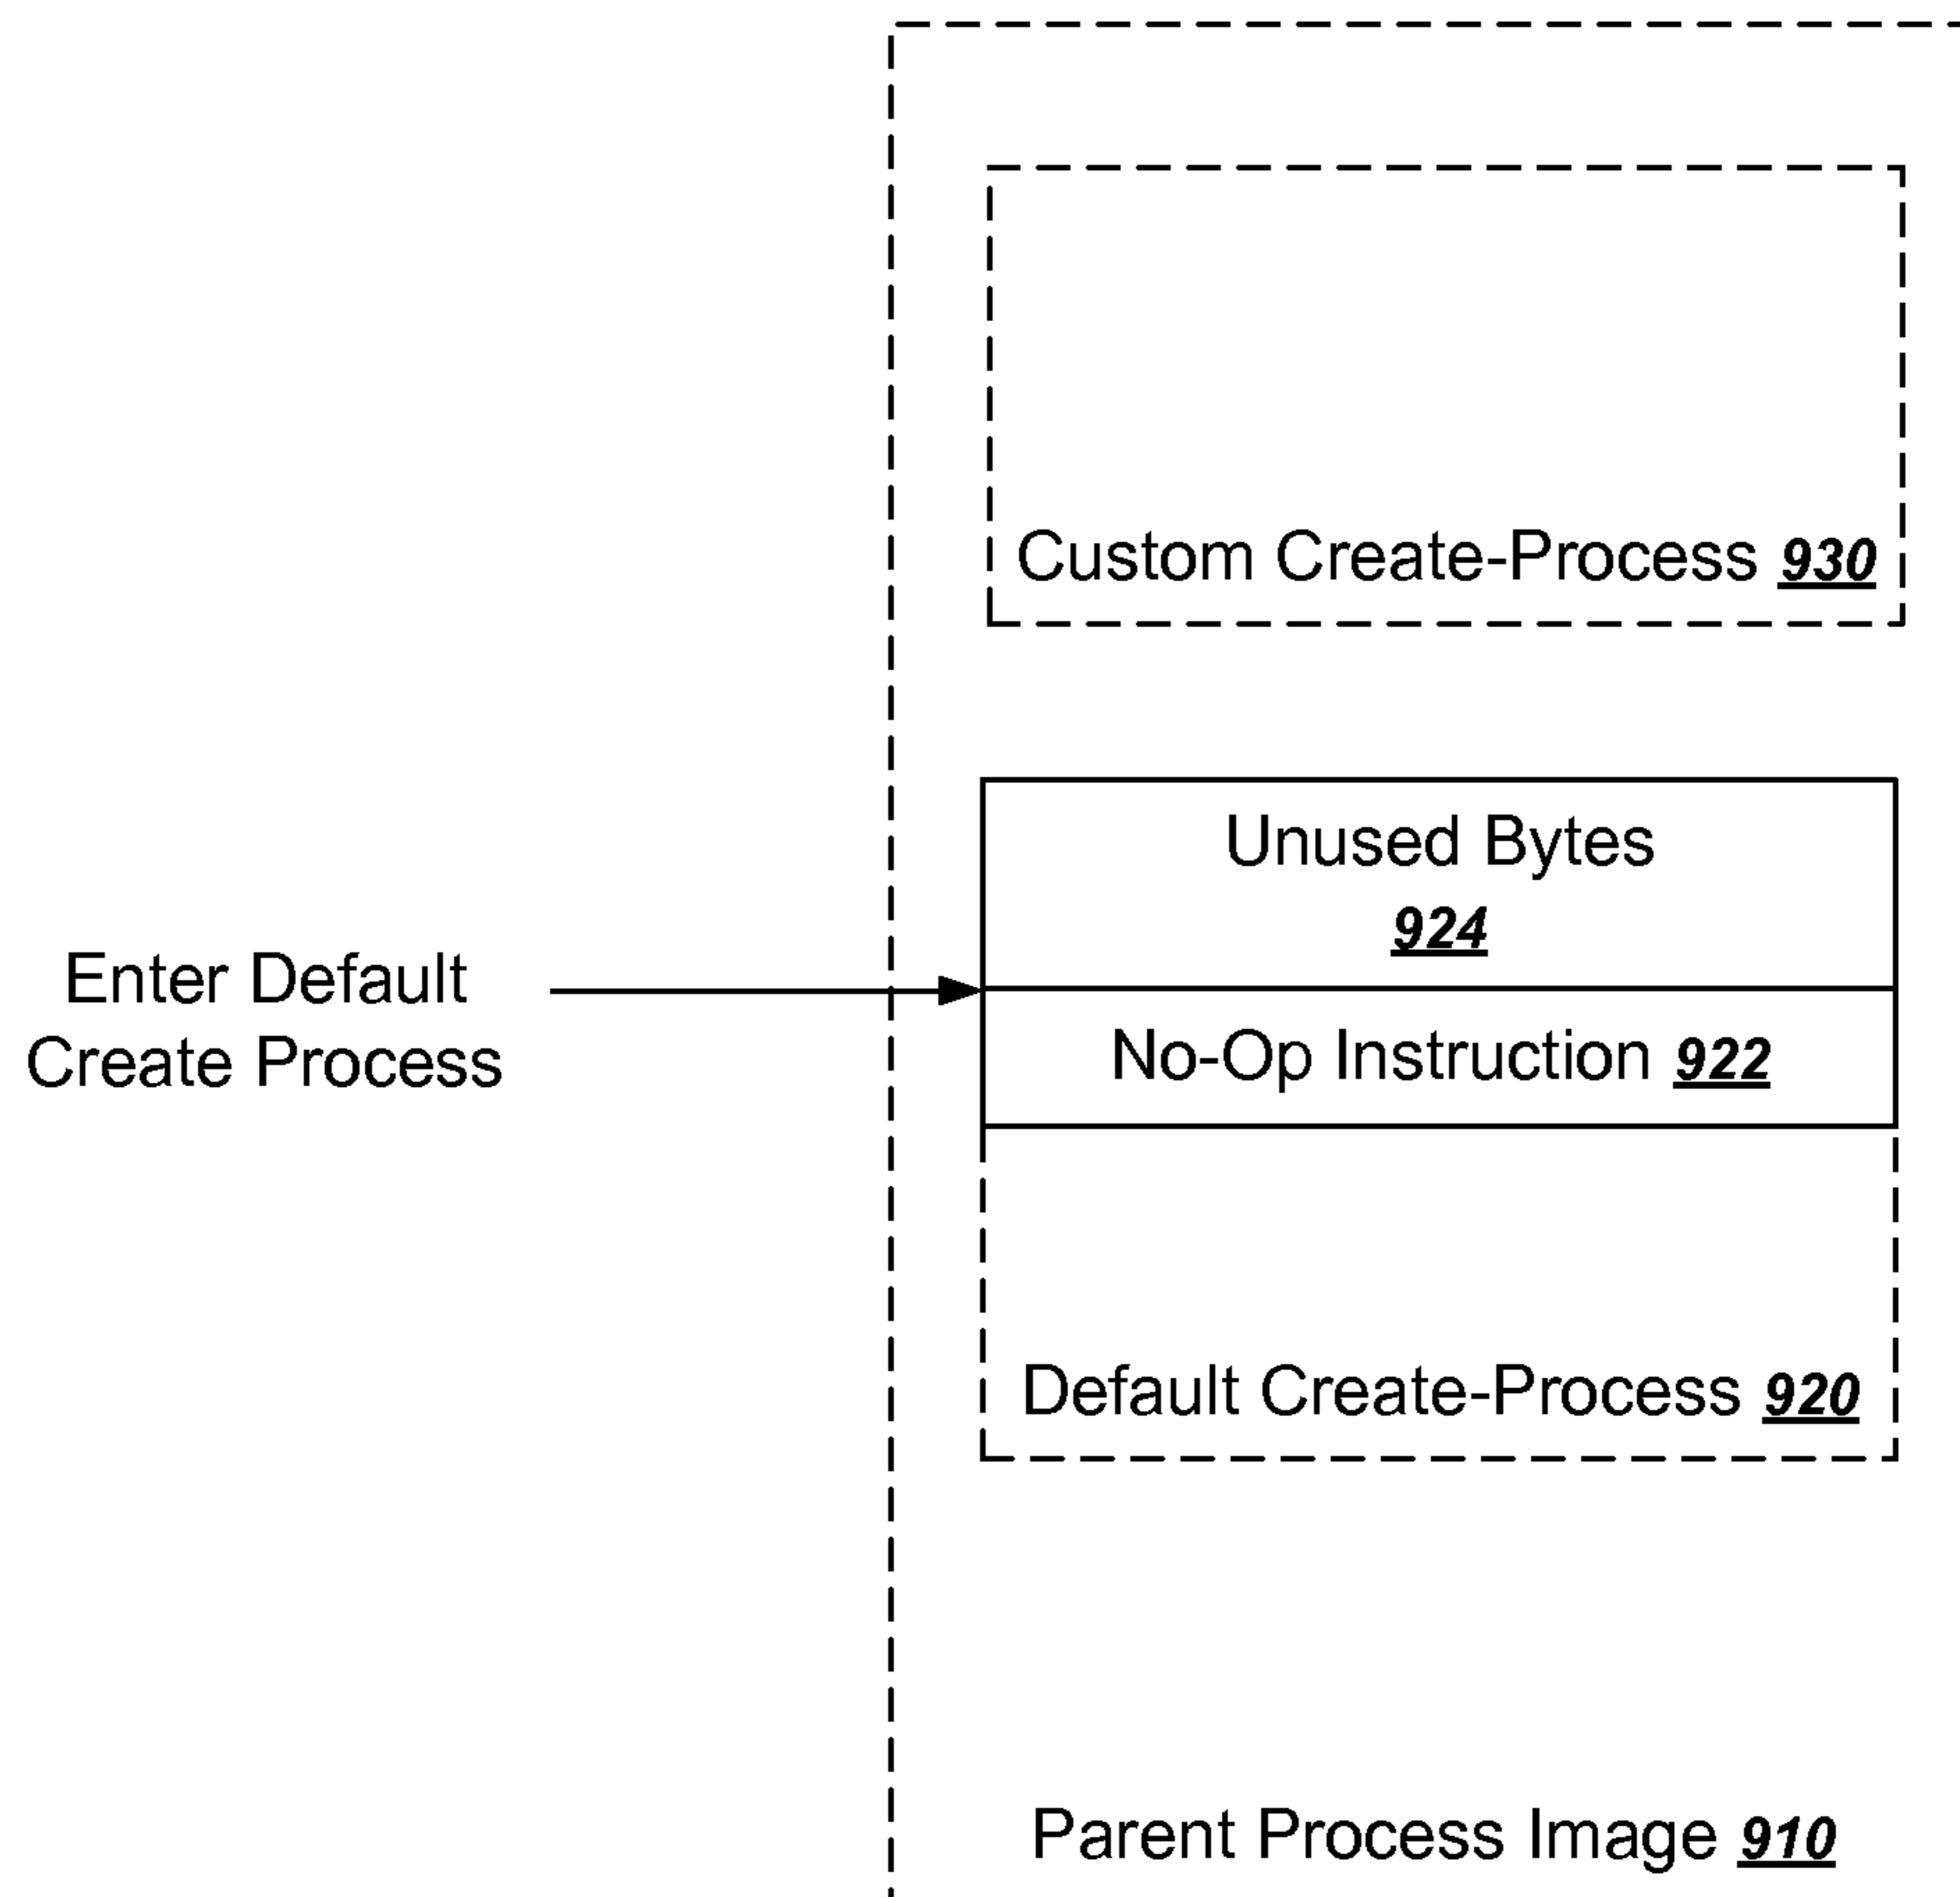 Custom Create-Process 930
Unused Bytes
924
Enter Default
Create Process
No-Op Instruction 922
Default Create-Process 920
Parent Process Image 910